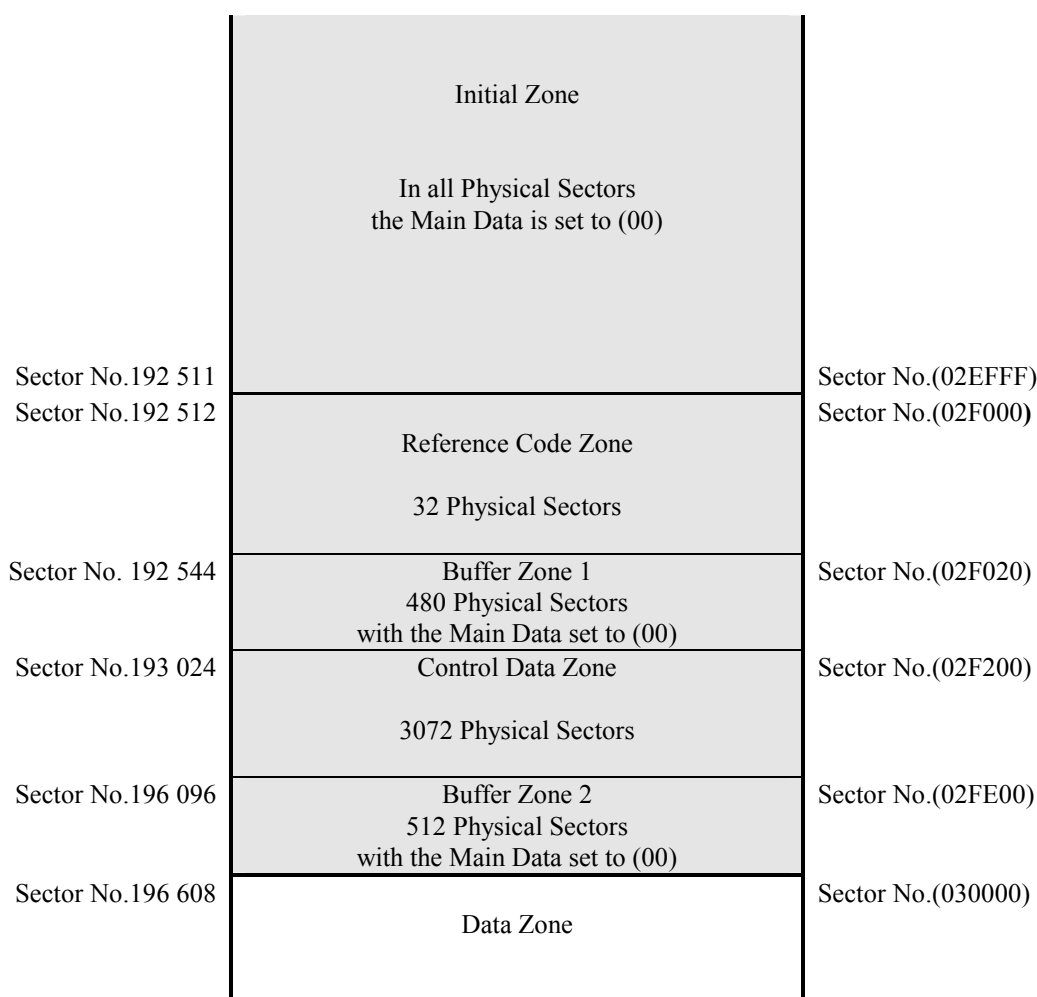 Initial Zone
In all Physical Sectors
the Main Data is set to (00)
Sector No.192 511
Sector No.(02EFFF)
Sector No.192 512
Sector No.(02F000)
Reference Code Zone
32 Physical Sectors
Sector No. 192 544
Buffer Zone 1
Sector No.(02F020)
480 Physical Sectors
with the Main Data set to (00)
Sector No.193 024
Control Data Zone
Sector No.(02F200)
3072 Physical Sectors
Sector No.196 096
Buffer Zone 2
Sector No.(02FE00)
512 Physical Sectors
with the Main Data set to (00)
Sector No.196 608
Sector No.(030000)
Data Zone